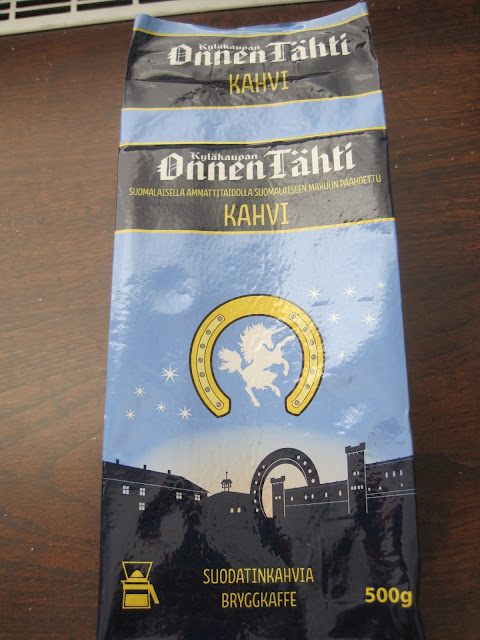 Kyläkaupan
OnnenTähti
KAHVI
Kyläkaupan
OnnenTähti
SUOMALAISELLA AMMATTITAIDOLLA SUOMALAISEEN MAKUUN PAAHDETTU
KAHVI
SUODATINKAHVIA
BRYGGKAFFE
500g